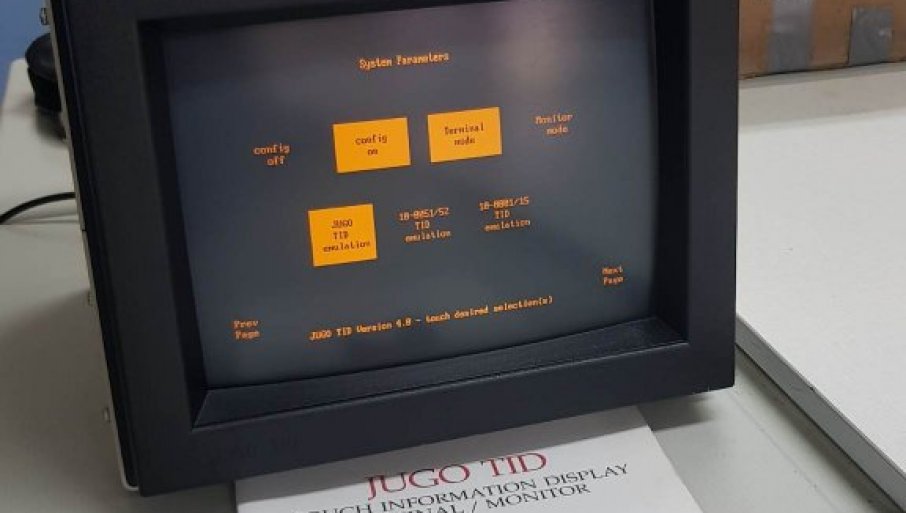 System Parameters
config
off
config
on
Terminal
mode
Monitor
mode
JUGO
TID
emulation
10-0051/52
TID
emulation
10-0001/15
TID
emulation
Next
Page
Prev
Page
JUGO TID Version 4.0 - touch desired selection(s)
JUGO TID
TOUCH INFORMATION DISPLAY
TERMINAL / MONITOR